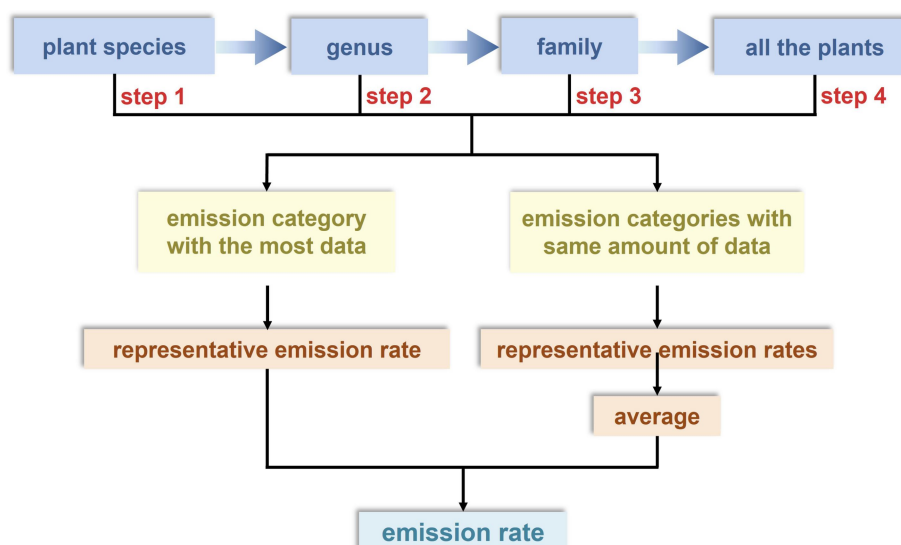 plant species
genus
family
all the plants
step 1
step 2
step 3
step 4
emission category
with the most data
emission categories with
same amount of data
representative emission rate
representative emission rates
average
emission rate